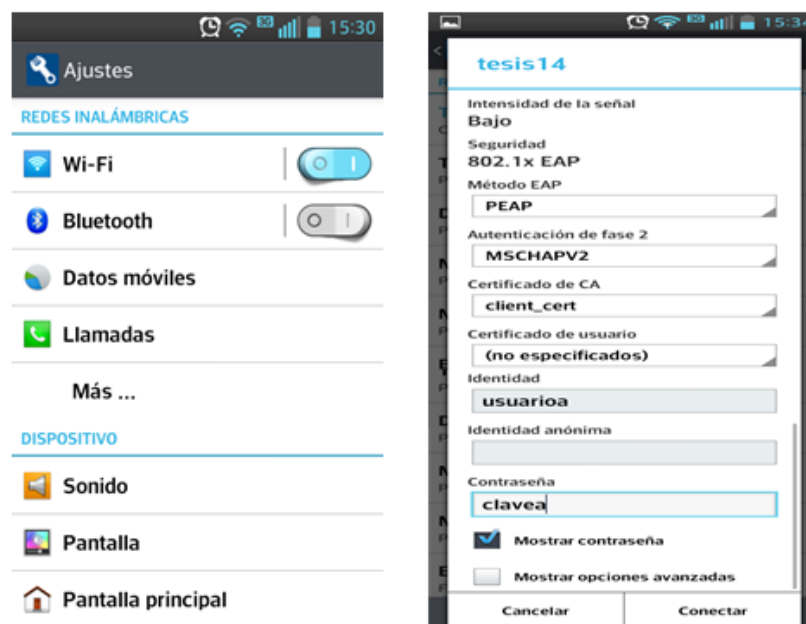 15:30
Ajustes
REDES INALÁMBRICAS
Wi-Fi
Bluetooth
Datos móviles
Llamadas
Más ...
DISPOSITIVO
Sonido
Pantalla
Pantalla principal
3G
tesis14
Intensidad de la señal
Bajo
Seguridad
802.1x EAP
Método EAP
PEAP
Autenticación de fase 2
MSCHAPV2
Certificado de CA
client_cert
Certificado de usuario
(no especificados)
Identidad
usuarioa
Identidad anónima
Contraseña
clavea
Mostrar contraseña
Mostrar opciones avanzadas
Cancelar
Conectar